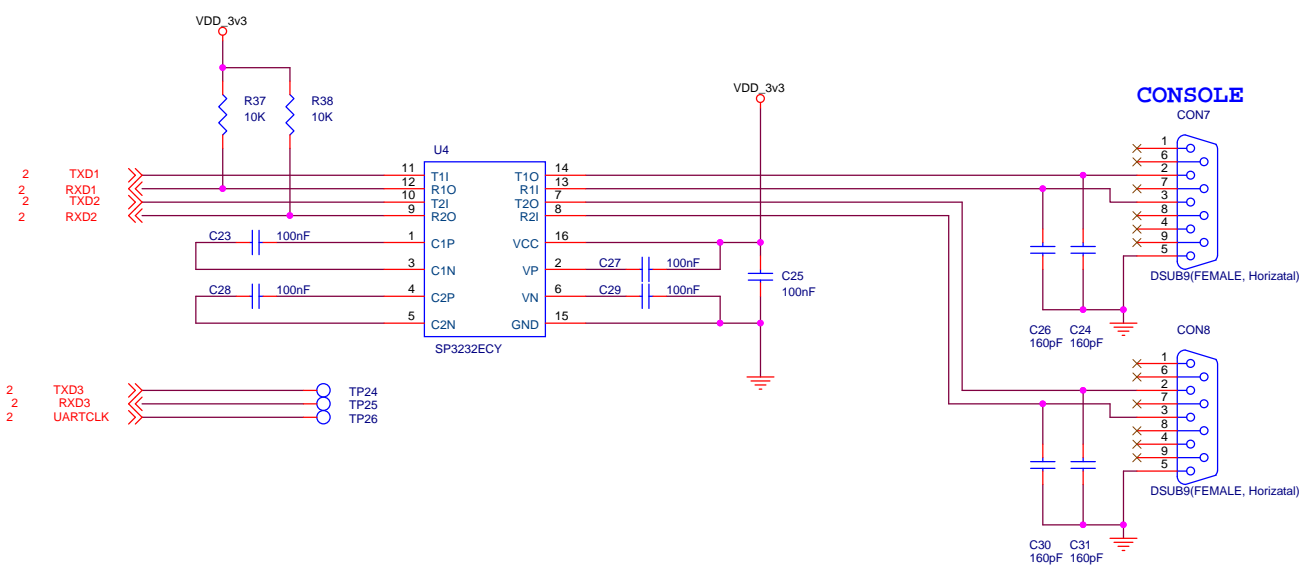 VDD_3v3
R37
10K
R38
10K
VDD_3v3
CONSOLE
CON7
U4
2 TXD1
2 RXD1
2 TXD2
2 RXD2
11 T1I
12 R1O
10 T2I
9 R2O
1 C1P
3 C1N
4 C2P
5 C2N
T1O 14
R1I 13
T2O 7
R2I 8
VCC 16
VP 2
VN 6
GND 15
SP3232ECY
C23 100nF
C28 100nF
C27 100nF
C29 100nF
C25
100nF
1
6
2
7
3
8
4
9
5
DSUB9(FEMALE, Horizatal)
C26
160pF
C24
160pF
CON8
1
6
2
7
3
8
4
9
5
DSUB9(FEMALE, Horizatal)
C30
160pF
C31
160pF
2 TXD3 TP24
2 RXD3 TP25
2 UARTCLK TP26